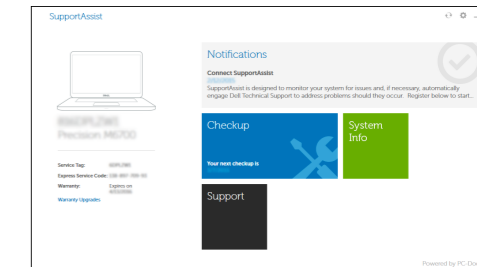 SupportAssist
Notifications
Connect SupportAssist
SupportAssist is designed to monitor your system for issues and, if necessary, automatically
engage Dell Technical Support to address problems should they occur. Register below to start...
Precision M6700
Checkup
Your next checkup is
System
Info
Service Tag:
Express Service Code:
Warranty: Expires on
Warranty Upgrades
Support
Powered by PC-Doc